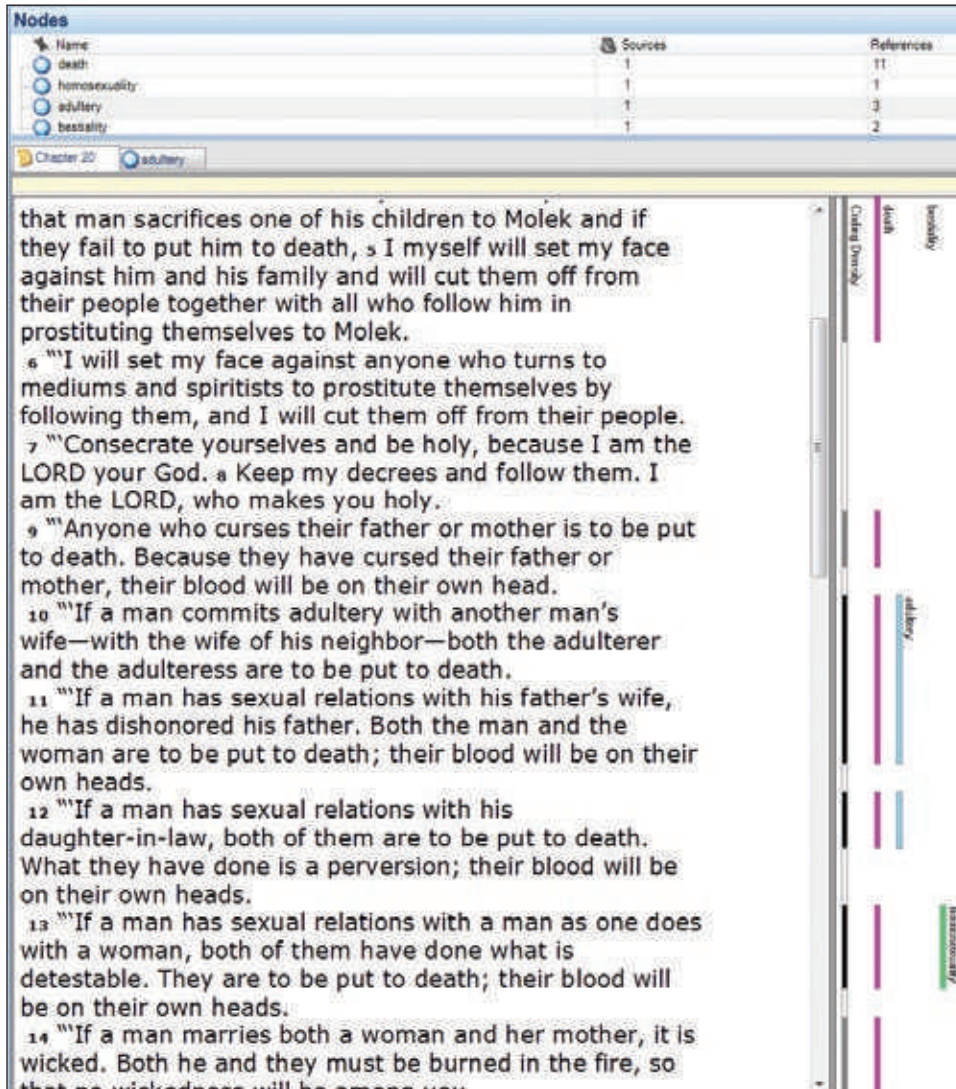 Nodes
Name Sources References
death 1 11
homosexuality 1 1
adultery 1 3
bestiality 1 2
Chapter 20 adultery
that man sacrifices one of his children to Molek and if
they fail to put him to death, 5 I myself will set my face
against him and his family and will cut them off from
their people together with all who follow him in
prostituting themselves to Molek.
6 "'I will set my face against anyone who turns to
mediums and spiritists to prostitute themselves by
following them, and I will cut them off from their people.
7 "'Consecrate yourselves and be holy, because I am the
LORD your God. 8 Keep my decrees and follow them. I
am the LORD, who makes you holy.
9 "'Anyone who curses their father or mother is to be put
to death. Because they have cursed their father or
mother, their blood will be on their own head.
10 "'If a man commits adultery with another man's
wife—with the wife of his neighbor—both the adulterer
and the adulteress are to be put to death.
11 "'If a man has sexual relations with his father's wife,
he has dishonored his father. Both the man and the
woman are to be put to death; their blood will be on their
own heads.
12 "'If a man has sexual relations with his
daughter-in-law, both of them are to be put to death.
What they have done is a perversion; their blood will be
on their own heads.
13 "'If a man has sexual relations with a man as one does
with a woman, both of them have done what is
detestable. They are to be put to death; their blood will
be on their own heads.
14 "'If a man marries both a woman and her mother, it is
wicked. Both he and they must be burned in the fire, so
that no wickedness will be among you
Coding Density
death
bestiality
adultery
homosexuality